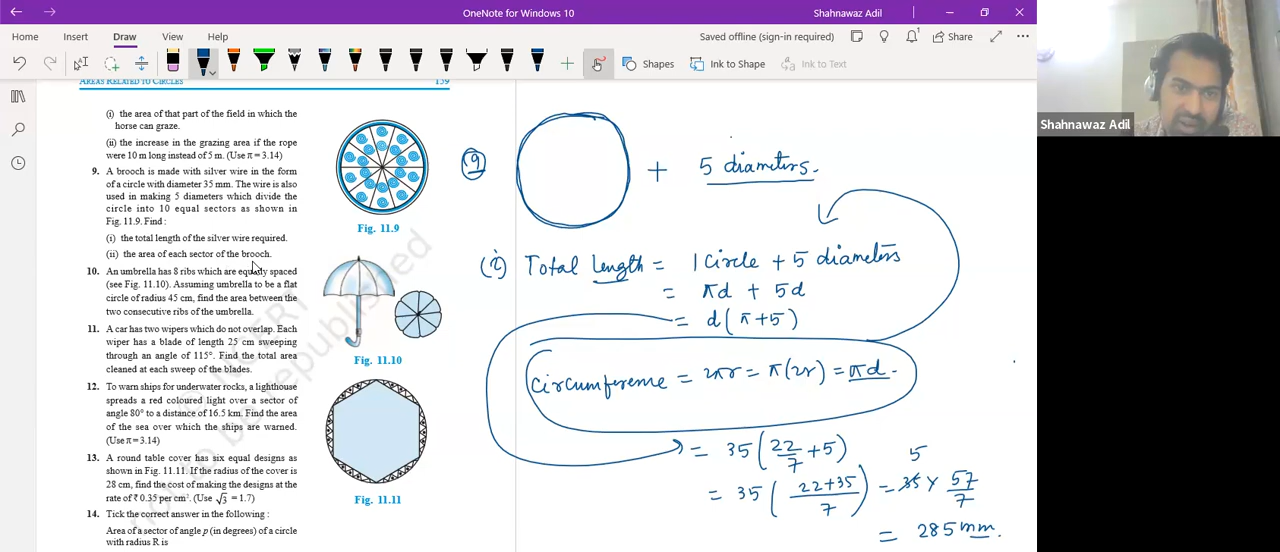 OneNote for Windows 10
Shahnawaz Adil
Home Insert Draw View Help
Saved offline (sign-in required)
Share
Shapes
Ink to Shape
Ink to Text
Shahnawaz Adil
AREAS RELATED TO CIRCLES 159
(i) the area of that part of the field in which the
horse can graze.
(ii) the increase in the grazing area if the rope
were 10 m long instead of 5 m. (Use π = 3.14)
9. A brooch is made with silver wire in the form
of a circle with diameter 35 mm. The wire is also
used in making 5 diameters which divide the
circle into 10 equal sectors as shown in
Fig. 11.9. Find :
(i) the total length of the silver wire required.
(ii) the area of each sector of the brooch.
10. An umbrella has 8 ribs which are equally spaced
(see Fig. 11.10). Assuming umbrella to be a flat
circle of radius 45 cm, find the area between the
two consecutive ribs of the umbrella.
11. A car has two wipers which do not overlap. Each
wiper has a blade of length 25 cm sweeping
through an angle of 115°. Find the total area
cleaned at each sweep of the blades.
12. To warn ships for underwater rocks, a lighthouse
spreads a red coloured light over a sector of
angle 80° to a distance of 16.5 km. Find the area
of the sea over which the ships are warned.
(Use π = 3.14)
13. A round table cover has six equal designs as
shown in Fig. 11.11. If the radius of the cover is
28 cm, find the cost of making the designs at the
rate of ₹ 0.35 per cm². (Use √3 = 1.7)
14. Tick the correct answer in the following :
Area of a sector of angle p (in degrees) of a circle
with radius R is
Fig. 11.9
Fig. 11.10
Fig. 11.11
be republished
9 + 5 diameters.
(i) Total length = 1 circle + 5 diameters
= πd + 5d
= d(π+5)
circumference = 2πr = π(2r) = πd.
= 35(22/7 + 5)
= 35(22+35/7) = 35 × 57/7
5
= 285 mm.